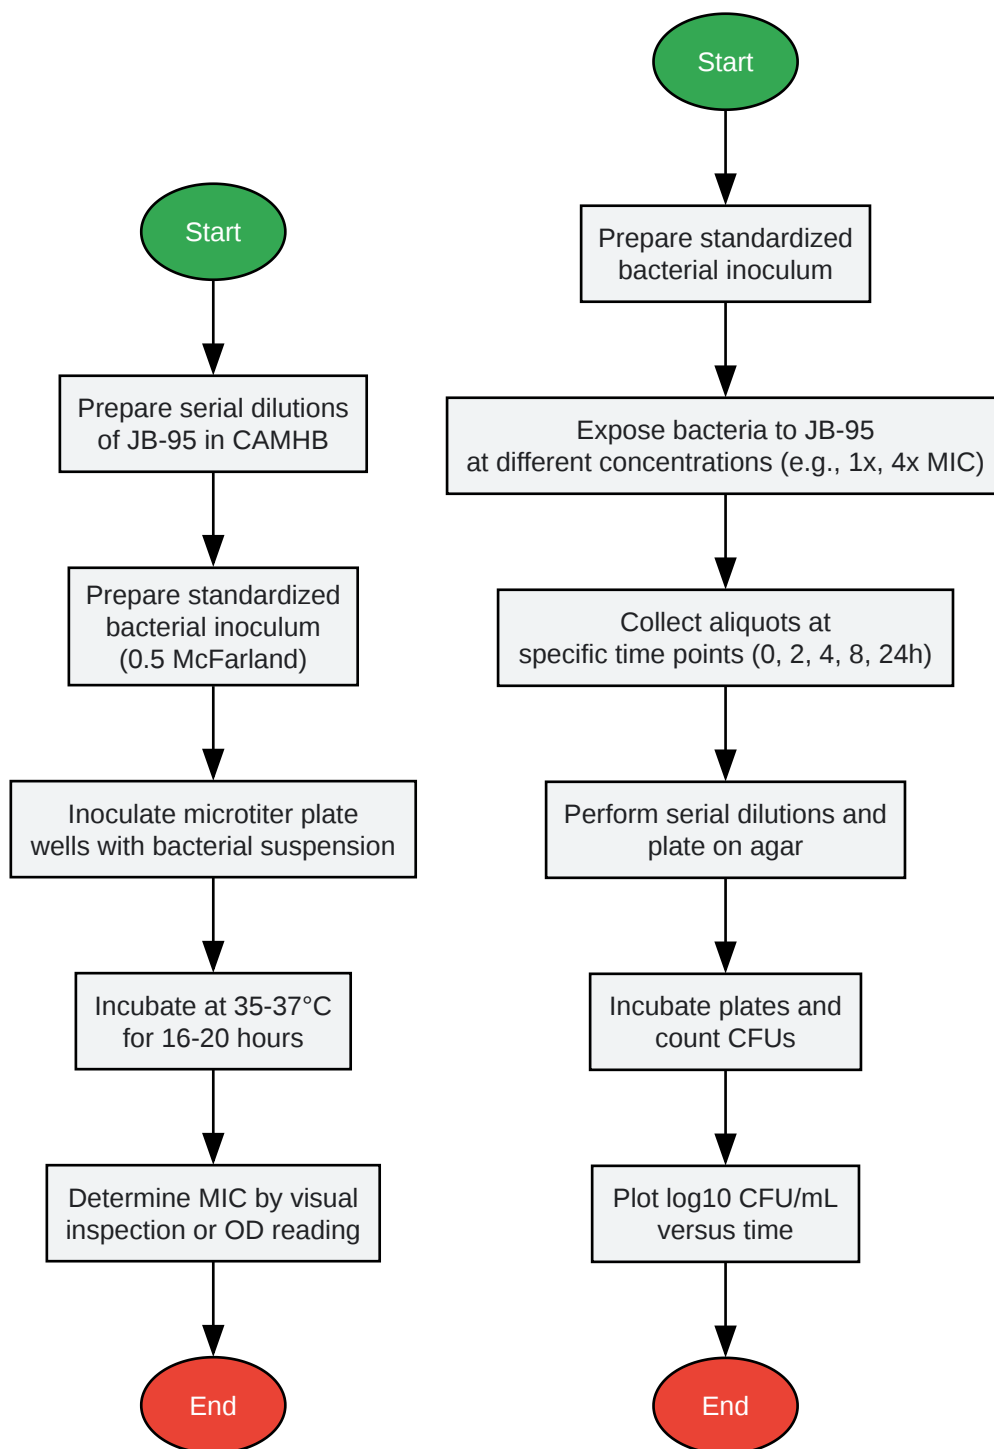 Start
Prepare serial dilutions
of JB-95 in CAMHB
Prepare standardized
bacterial inoculum
(0.5 McFarland)
Inoculate microtiter plate
wells with bacterial suspension
Incubate at 35-37°C
for 16-20 hours
Determine MIC by visual
inspection or OD reading
End
Start
Prepare standardized
bacterial inoculum
Expose bacteria to JB-95
at different concentrations (e.g., 1x, 4x MIC)
Collect aliquots at
specific time points (0, 2, 4, 8, 24h)
Perform serial dilutions and
plate on agar
Incubate plates and
count CFUs
Plot log10 CFU/mL
versus time
End